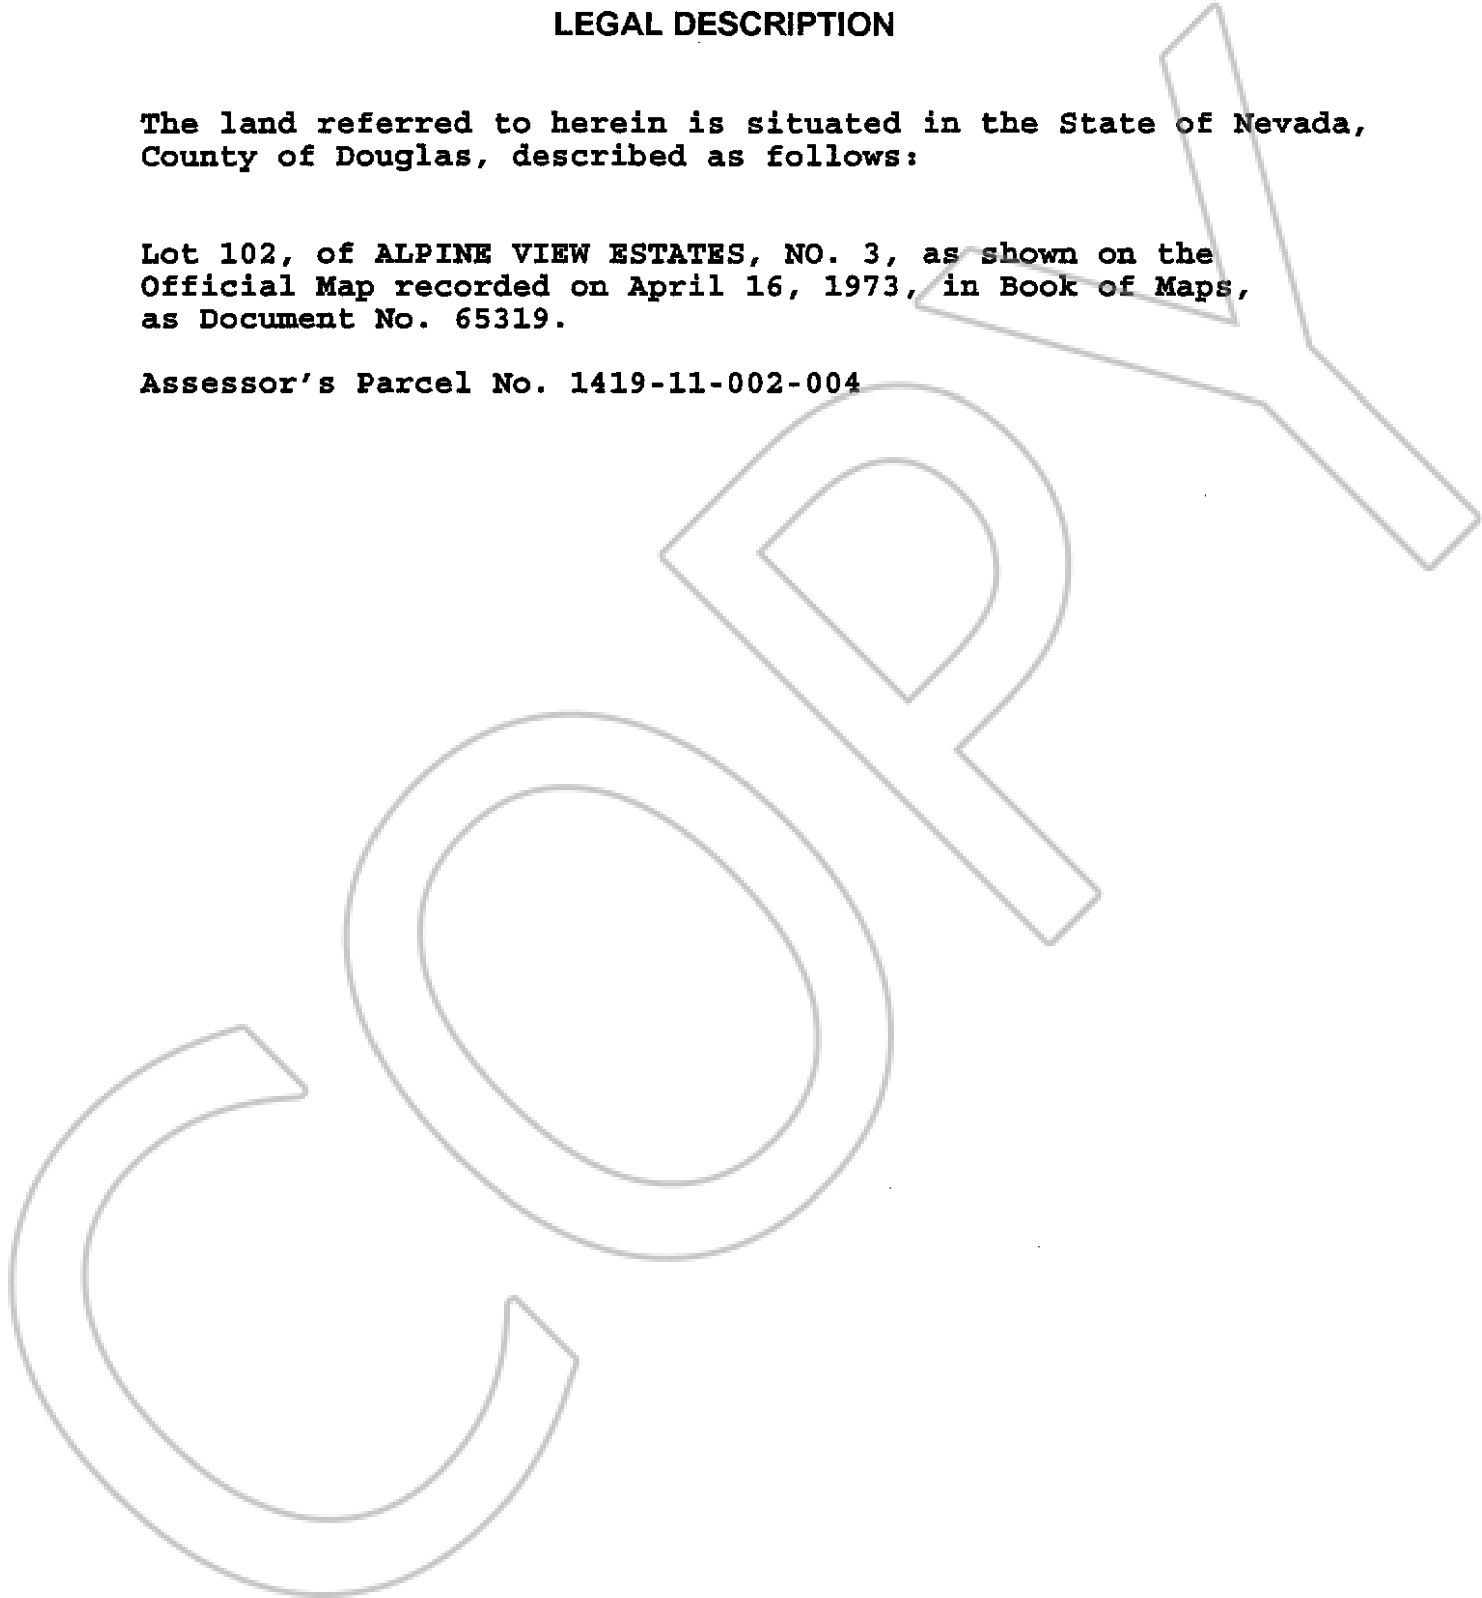 LEGAL DESCRIPTION
The land referred to herein is situated in the State of Nevada,
County of Douglas, described as follows:
Lot 102, of ALPINE VIEW ESTATES, NO. 3, as shown on the
Official Map recorded on April 16, 1973, in Book of Maps,
as Document No. 65319.
Assessor's Parcel No. 1419-11-002-004
COPY